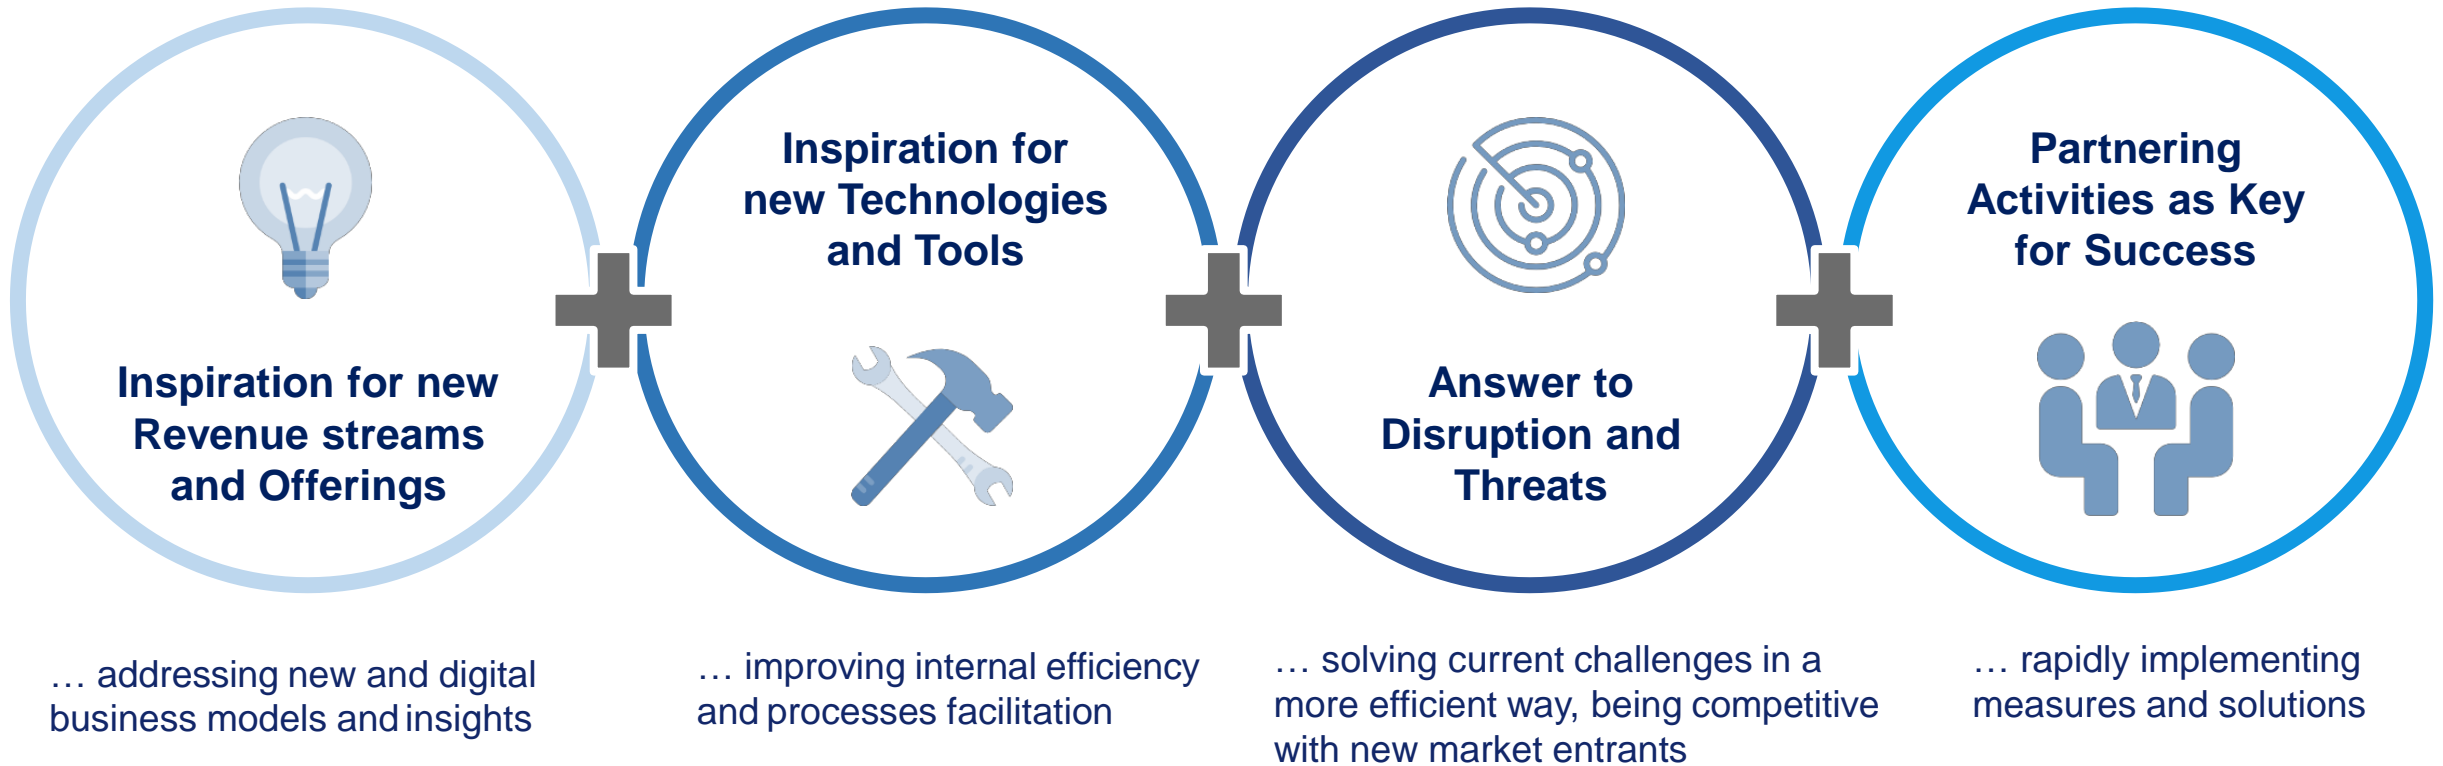 Inspiration for new
Revenue streams
and Offerings
Inspiration for
new Technologies
and Tools
Answer to
Disruption and
Threats
Partnering
Activities as Key
for Success
… addressing new and digital
business models and insights
… improving internal efficiency
and processes facilitation
… solving current challenges in a
more efficient way, being competitive
with new market entrants
… rapidly implementing
measures and solutions